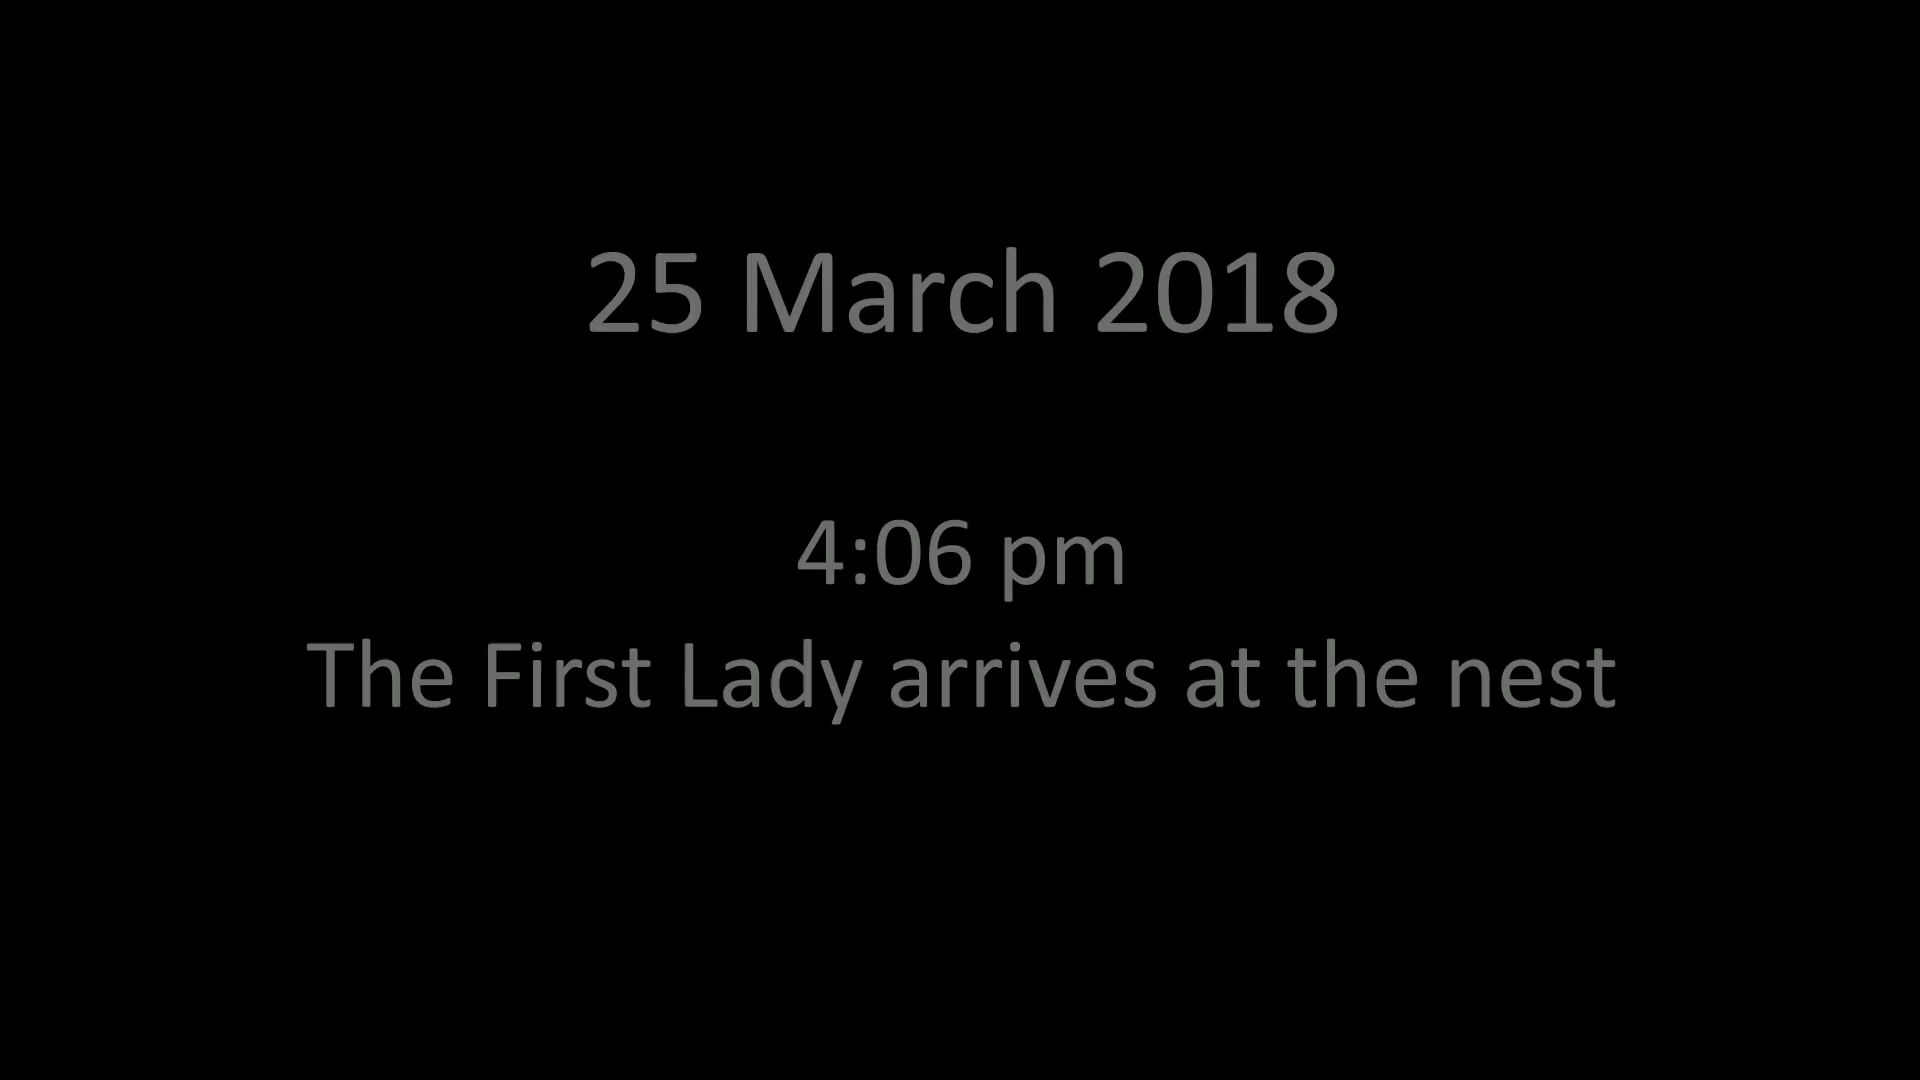 25 March 2018
4:06 pm
The First Lady arrives at the nest